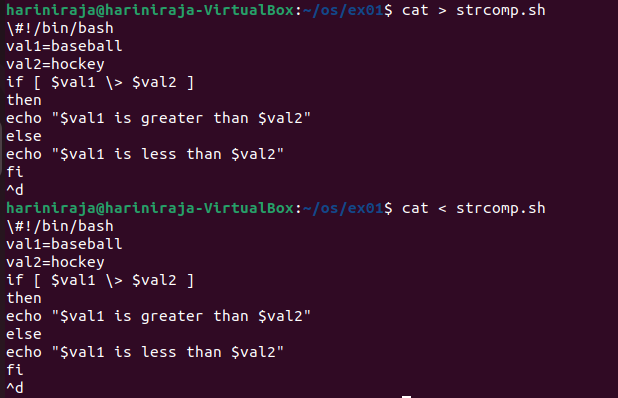 hariniraja@hariniraja-VirtualBox:~/os/ex01$ cat > strcomp.sh
\#!/bin/bash
val1=baseball
val2=hockey
if [ $val1 \> $val2 ]
then
echo "$val1 is greater than $val2"
else
echo "$val1 is less than $val2"
fi
^d
hariniraja@hariniraja-VirtualBox:~/os/ex01$ cat < strcomp.sh
\#!/bin/bash
val1=baseball
val2=hockey
if [ $val1 \> $val2 ]
then
echo "$val1 is greater than $val2"
else
echo "$val1 is less than $val2"
fi
^d